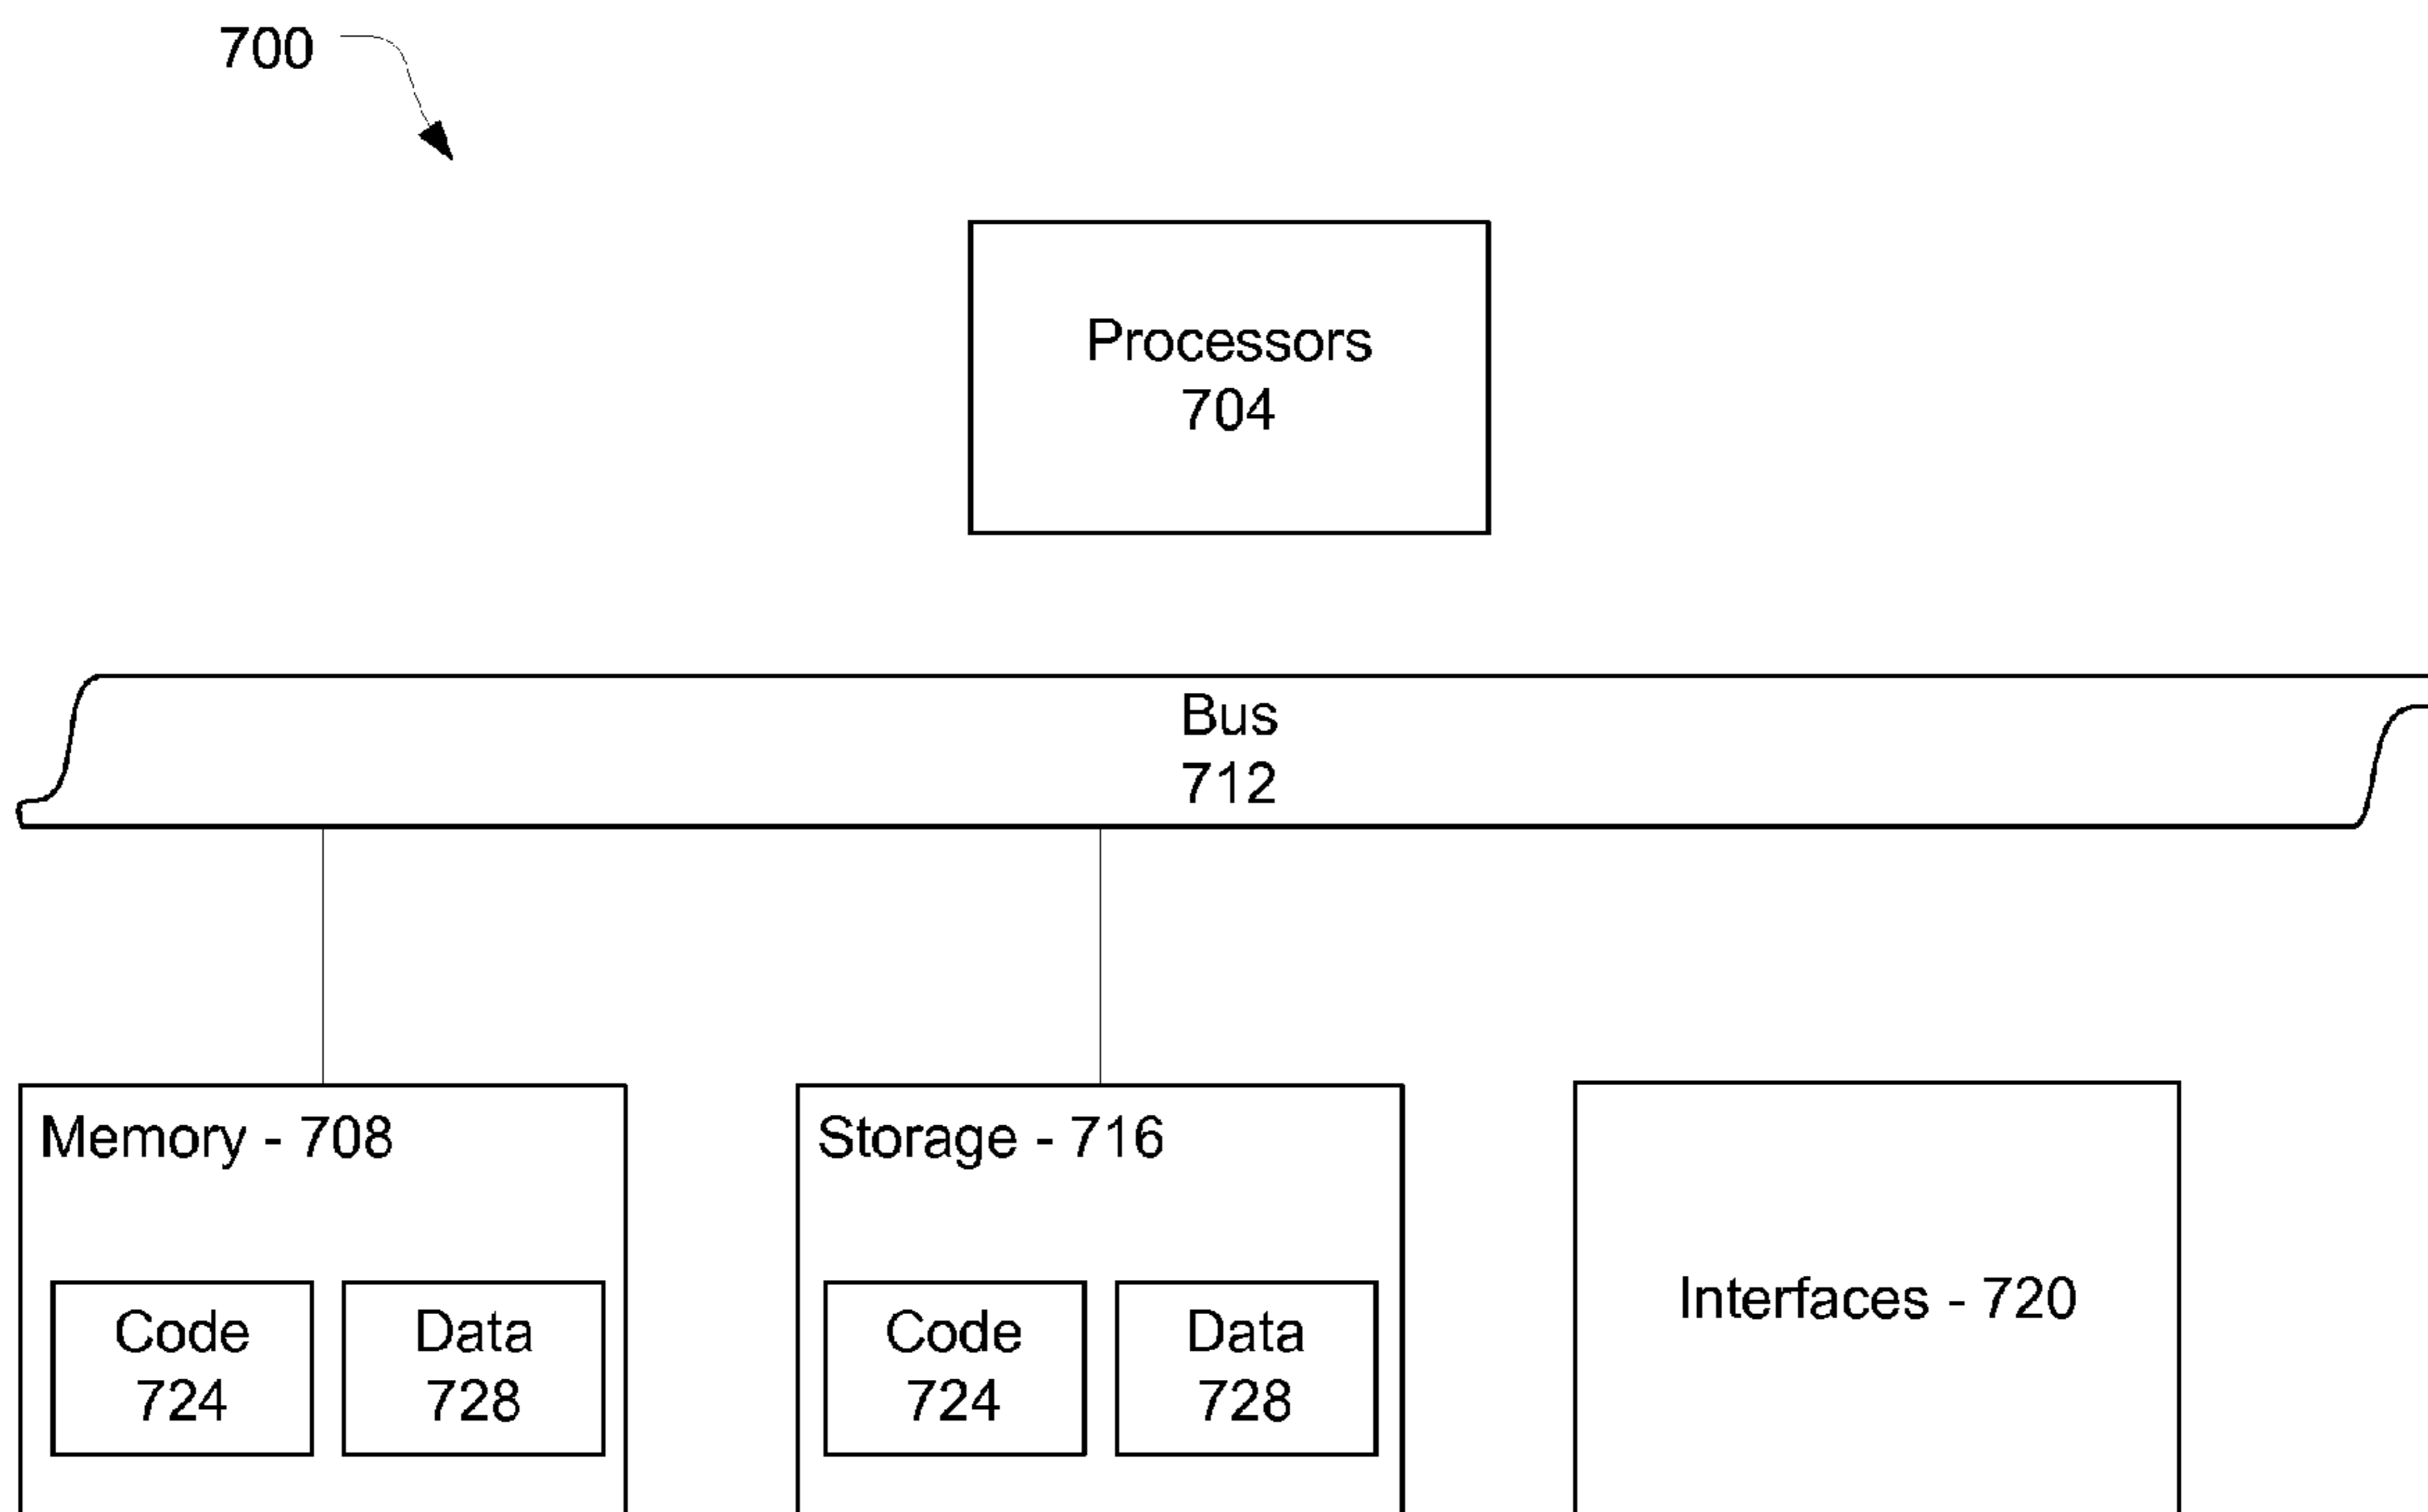 700
Processors
704
Bus
712
Memory - 708
Code
724
Data
728
Storage - 716
Code
724
Data
728
Interfaces - 720